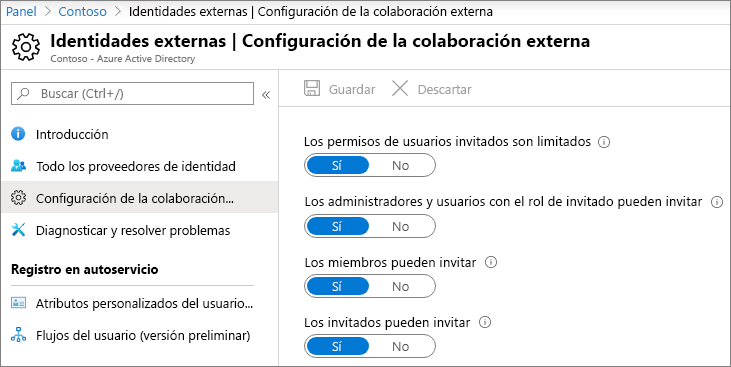 Panel > Contoso > Identidades externas | Configuración de la colaboración externa
Identidades externas | Configuración de la colaboración externa
Contoso - Azure Active Directory
Buscar (Ctrl+/)
«
Guardar
Descartar
Introducción
Todo los proveedores de identidad
Configuración de la colaboración...
Diagnosticar y resolver problemas
Registro en autoservicio
Atributos personalizados del usuario...
Flujos del usuario (versión preliminar)
Los permisos de usuarios invitados son limitados
Sí No
Los administradores y usuarios con el rol de invitado pueden invitar
Sí No
Los miembros pueden invitar
Sí No
Los invitados pueden invitar
Sí No